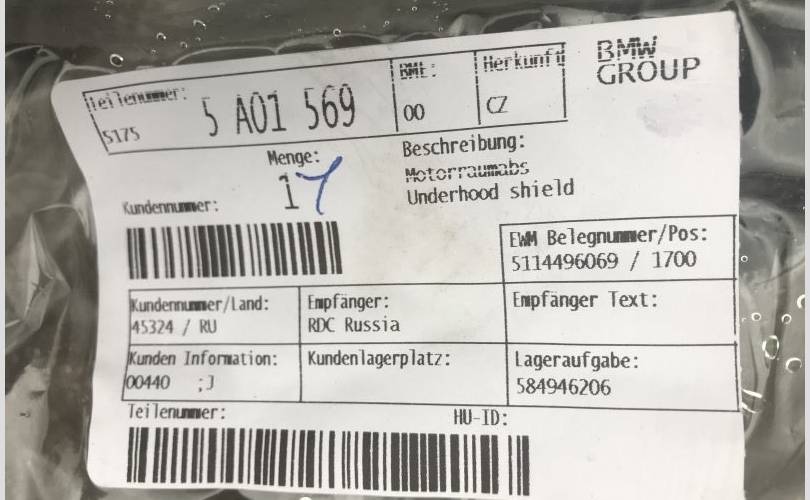 BMW
GROUP
Teilenummer:
5175 5 A01 569
BME:
00
Herkunft
CZ
Menge:
1
Beschreibung:
Motorraumabs
Underhood shield
Kundennummer:
EWM Belegnummer/Pos:
5114496069 / 1700
Kundennummer/Land:
45324 / RU
Empfänger:
RDC Russia
Empfänger Text:
Kunden Information:
00440 ;J
Kundenlagerplatz:
Lageraufgabe:
584946206
Teilenummer:
HU-ID: